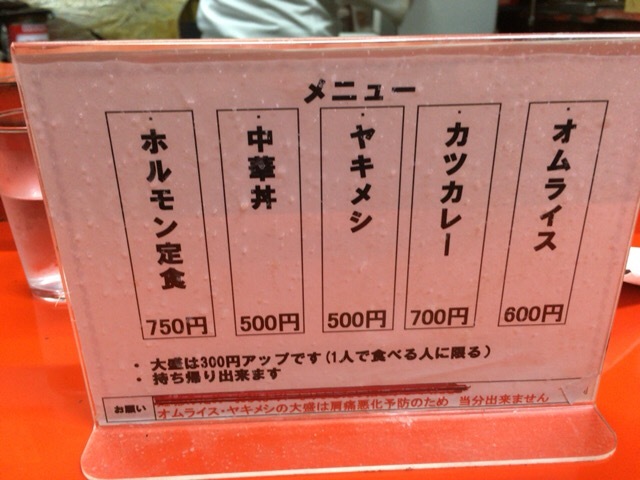 メニュー
・オムライス
600円
・カツカレー
700円
・ヤキメシ
500円
・中華丼
500円
・ホルモン定食
750円
・大盛は300円アップです(1人で食べる人に限る)
・持ち帰り出来ます
お願い
オムライス・ヤキメシの大盛は肩痛悪化予防のため 当分出来ません